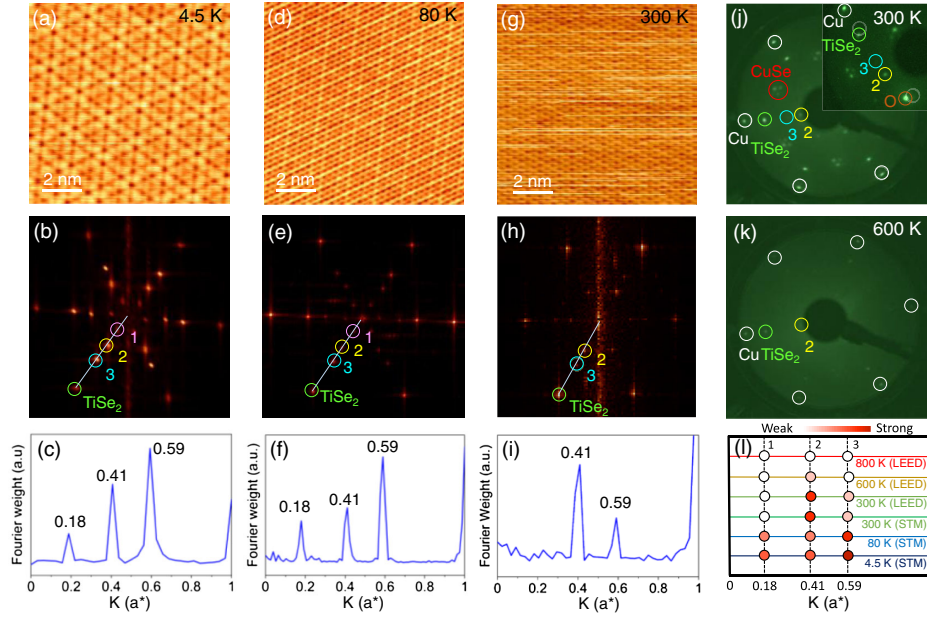 (a)
4.5 K
2 nm
(d)
80 K
2 nm
(g)
300 K
2 nm
(j)
300 K
Cu
TiSe2
3
2
CuSe
Cu
TiSe2
3
2
(b)
1
2
3
TiSe2
(e)
1
2
3
TiSe2
(h)
2
3
TiSe2
(k)
600 K
Cu
TiSe2
2
(c)
Fourier weight (a.u)
0.18
0.41
0.59
0
0.2
0.4
0.6
0.8
1
K (a*)
(f)
Fourier weight (a.u.)
0.18
0.41
0.59
0
0.2
0.4
0.6
0.8
1
K (a*)
(i)
Fourier Weight (a.u.)
0.41
0.59
0
0.2
0.4
0.6
0.8
1
K (a*)
Weak
Strong
(l)
1
2
3
800 K (LEED)
600 K (LEED)
300 K (LEED)
300 K (STM)
80 K (STM)
4.5 K (STM)
0
0.18
0.41
0.59
K (a*)